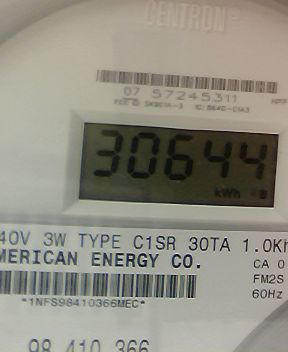 CENTRON®
07 57245311
30644
kWh
40V 3W TYPE C1SR 30TA 1.0Kh
MERICAN ENERGY CO.
CA 0
FM2S
60Hz
*1NFS98410366MEC*
98 410 366